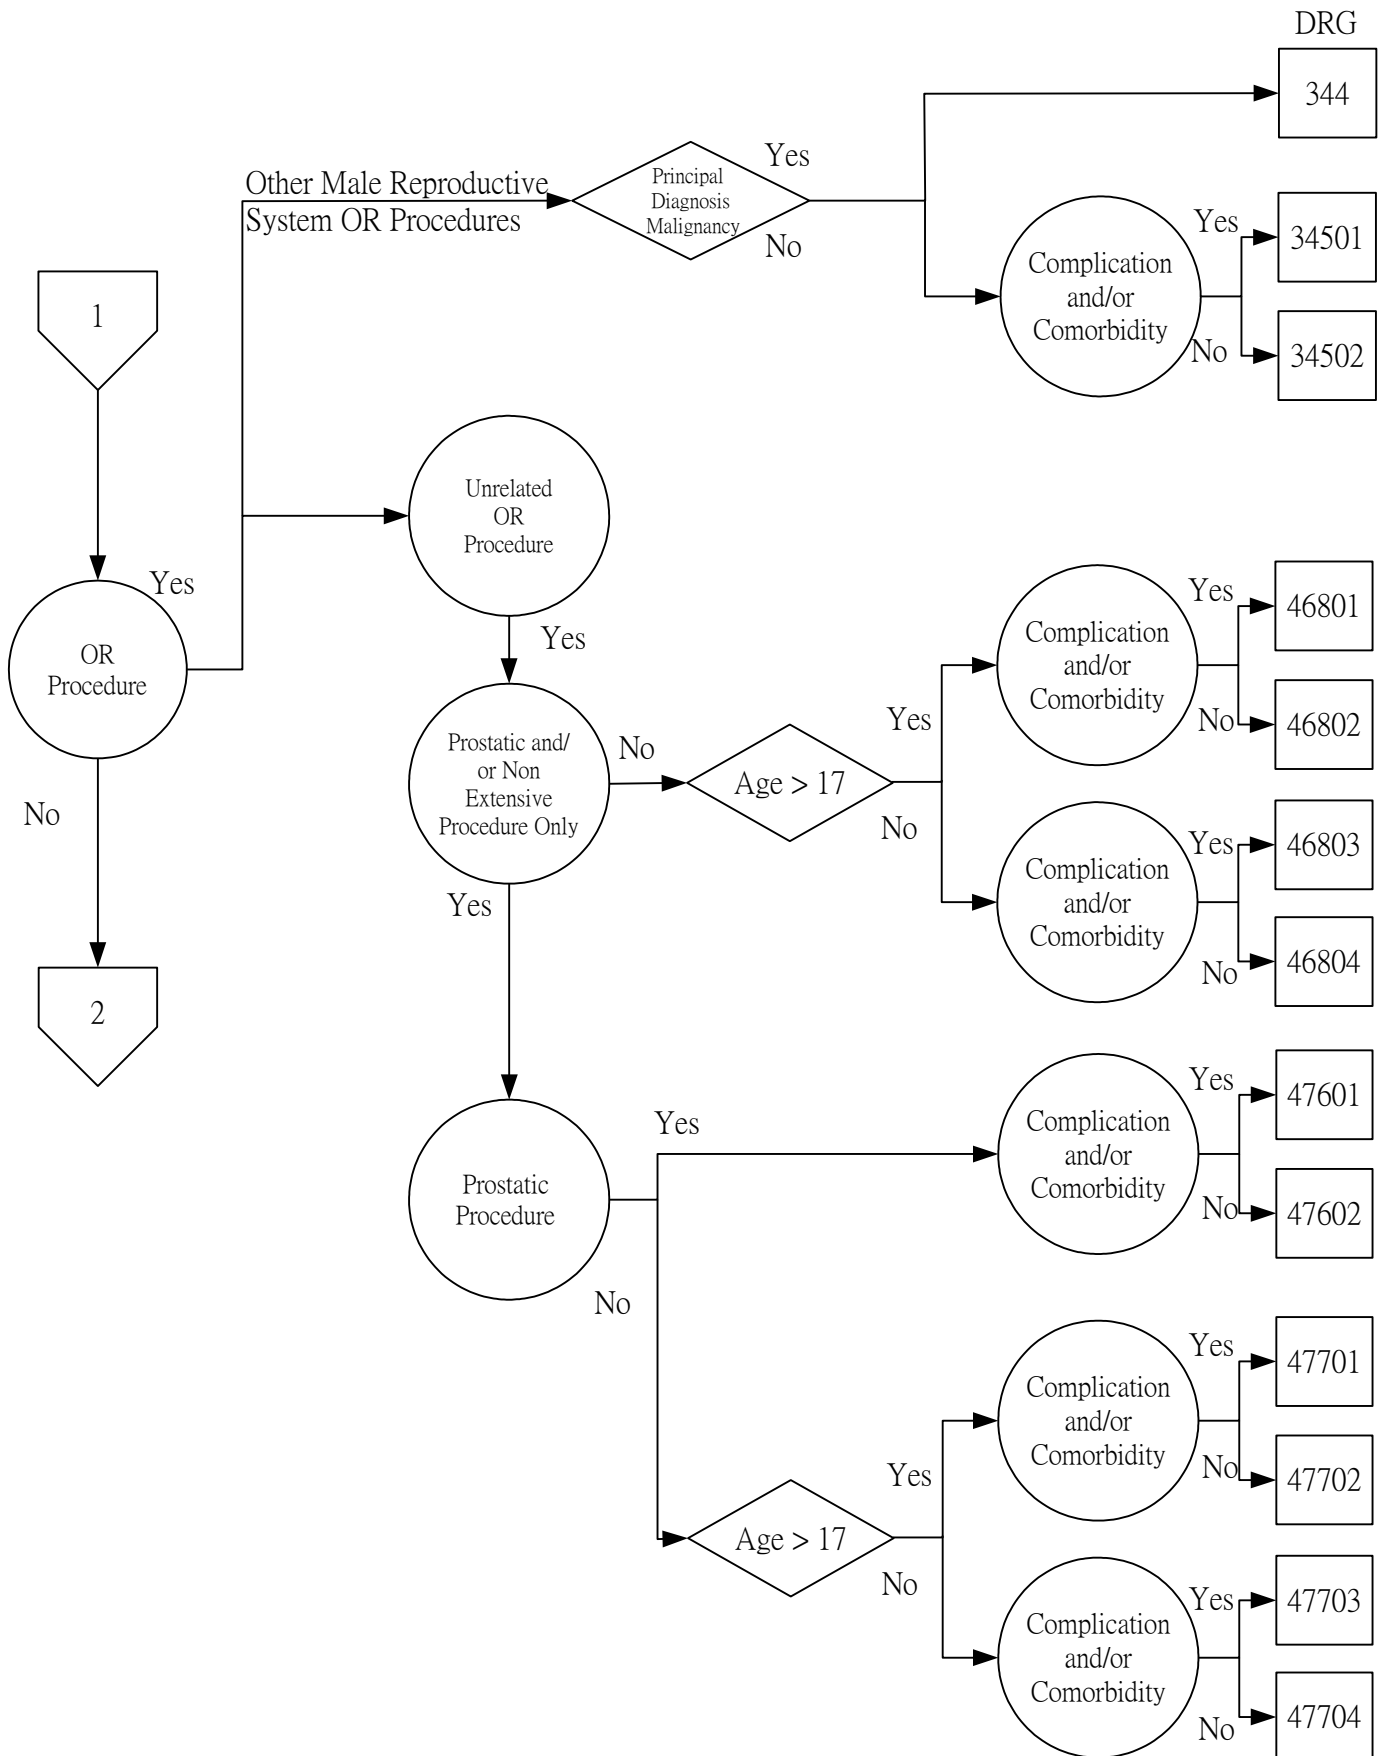 DRG
344
Other Male Reproductive
System OR Procedures
Principal
Diagnosis
Malignancy
Yes
No
Complication
and/or
Comorbidity
Yes
No
34501
34502
1
OR
Procedure
Yes
No
2
Unrelated
OR
Procedure
Yes
Prostatic and/
or Non
Extensive
Procedure Only
No
Yes
Age > 17
Yes
No
Complication
and/or
Comorbidity
Yes
No
46801
46802
Complication
and/or
Comorbidity
Yes
No
46803
46804
Prostatic
Procedure
Yes
No
Complication
and/or
Comorbidity
Yes
No
47601
47602
Age > 17
Yes
No
Complication
and/or
Comorbidity
Yes
No
47701
47702
Complication
and/or
Comorbidity
Yes
No
47703
47704